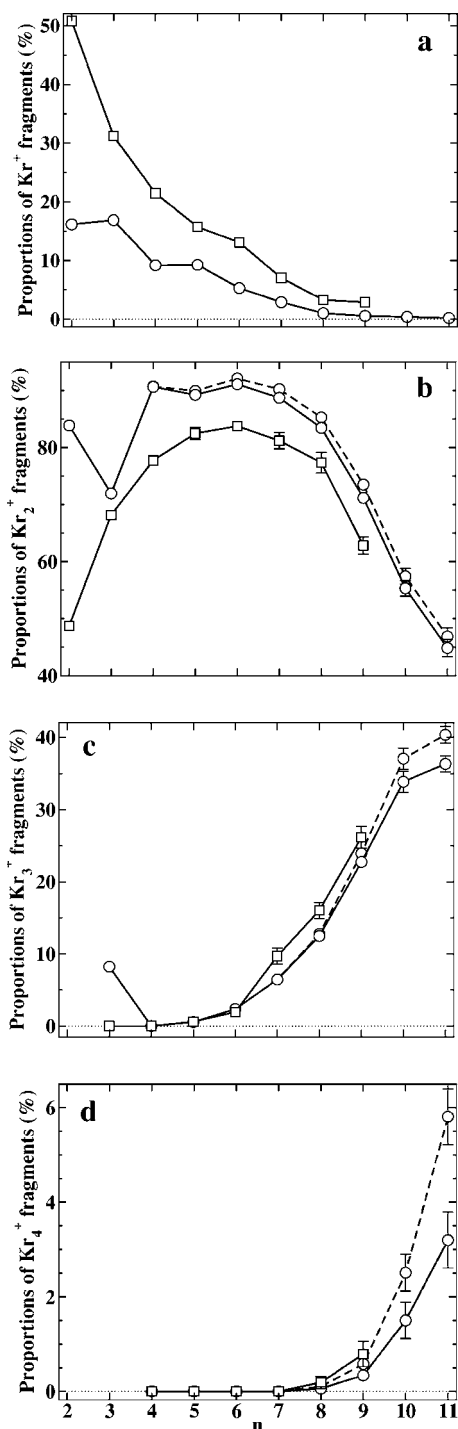 a
Proportions of Kr+ fragments (%)
50
40
30
20
10
0
b
Proportions of Kr2+ fragments (%)
80
60
40
c
Proportions of Kr3+ fragments (%)
40
30
20
10
0
d
Proportions of Kr4+ fragments (%)
6
4
2
0
2 3 4 5 6 7 8 9 10 11
n